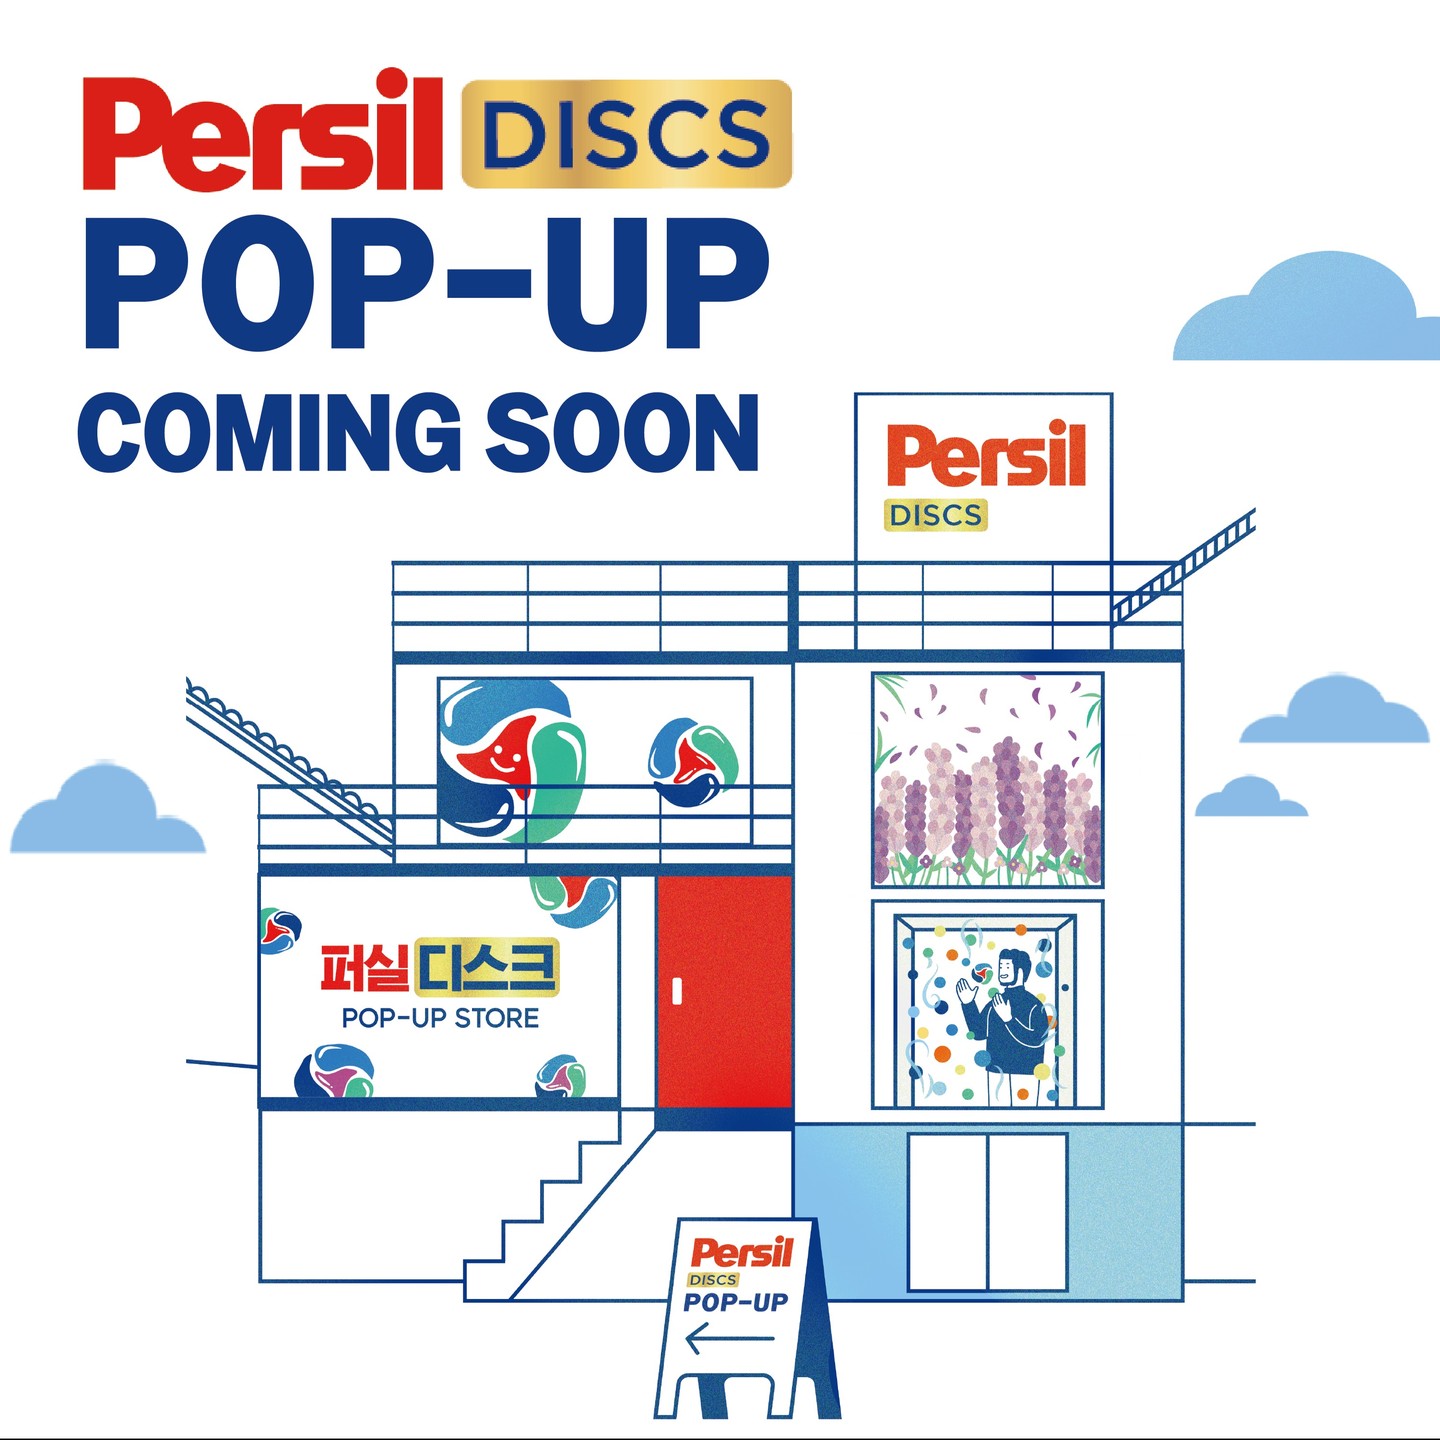 Persil DISCS
POP-UP
COMING SOON
Persil
DISCS
퍼실 디스크
POP-UP STORE
Persil
DISCS
POP-UP